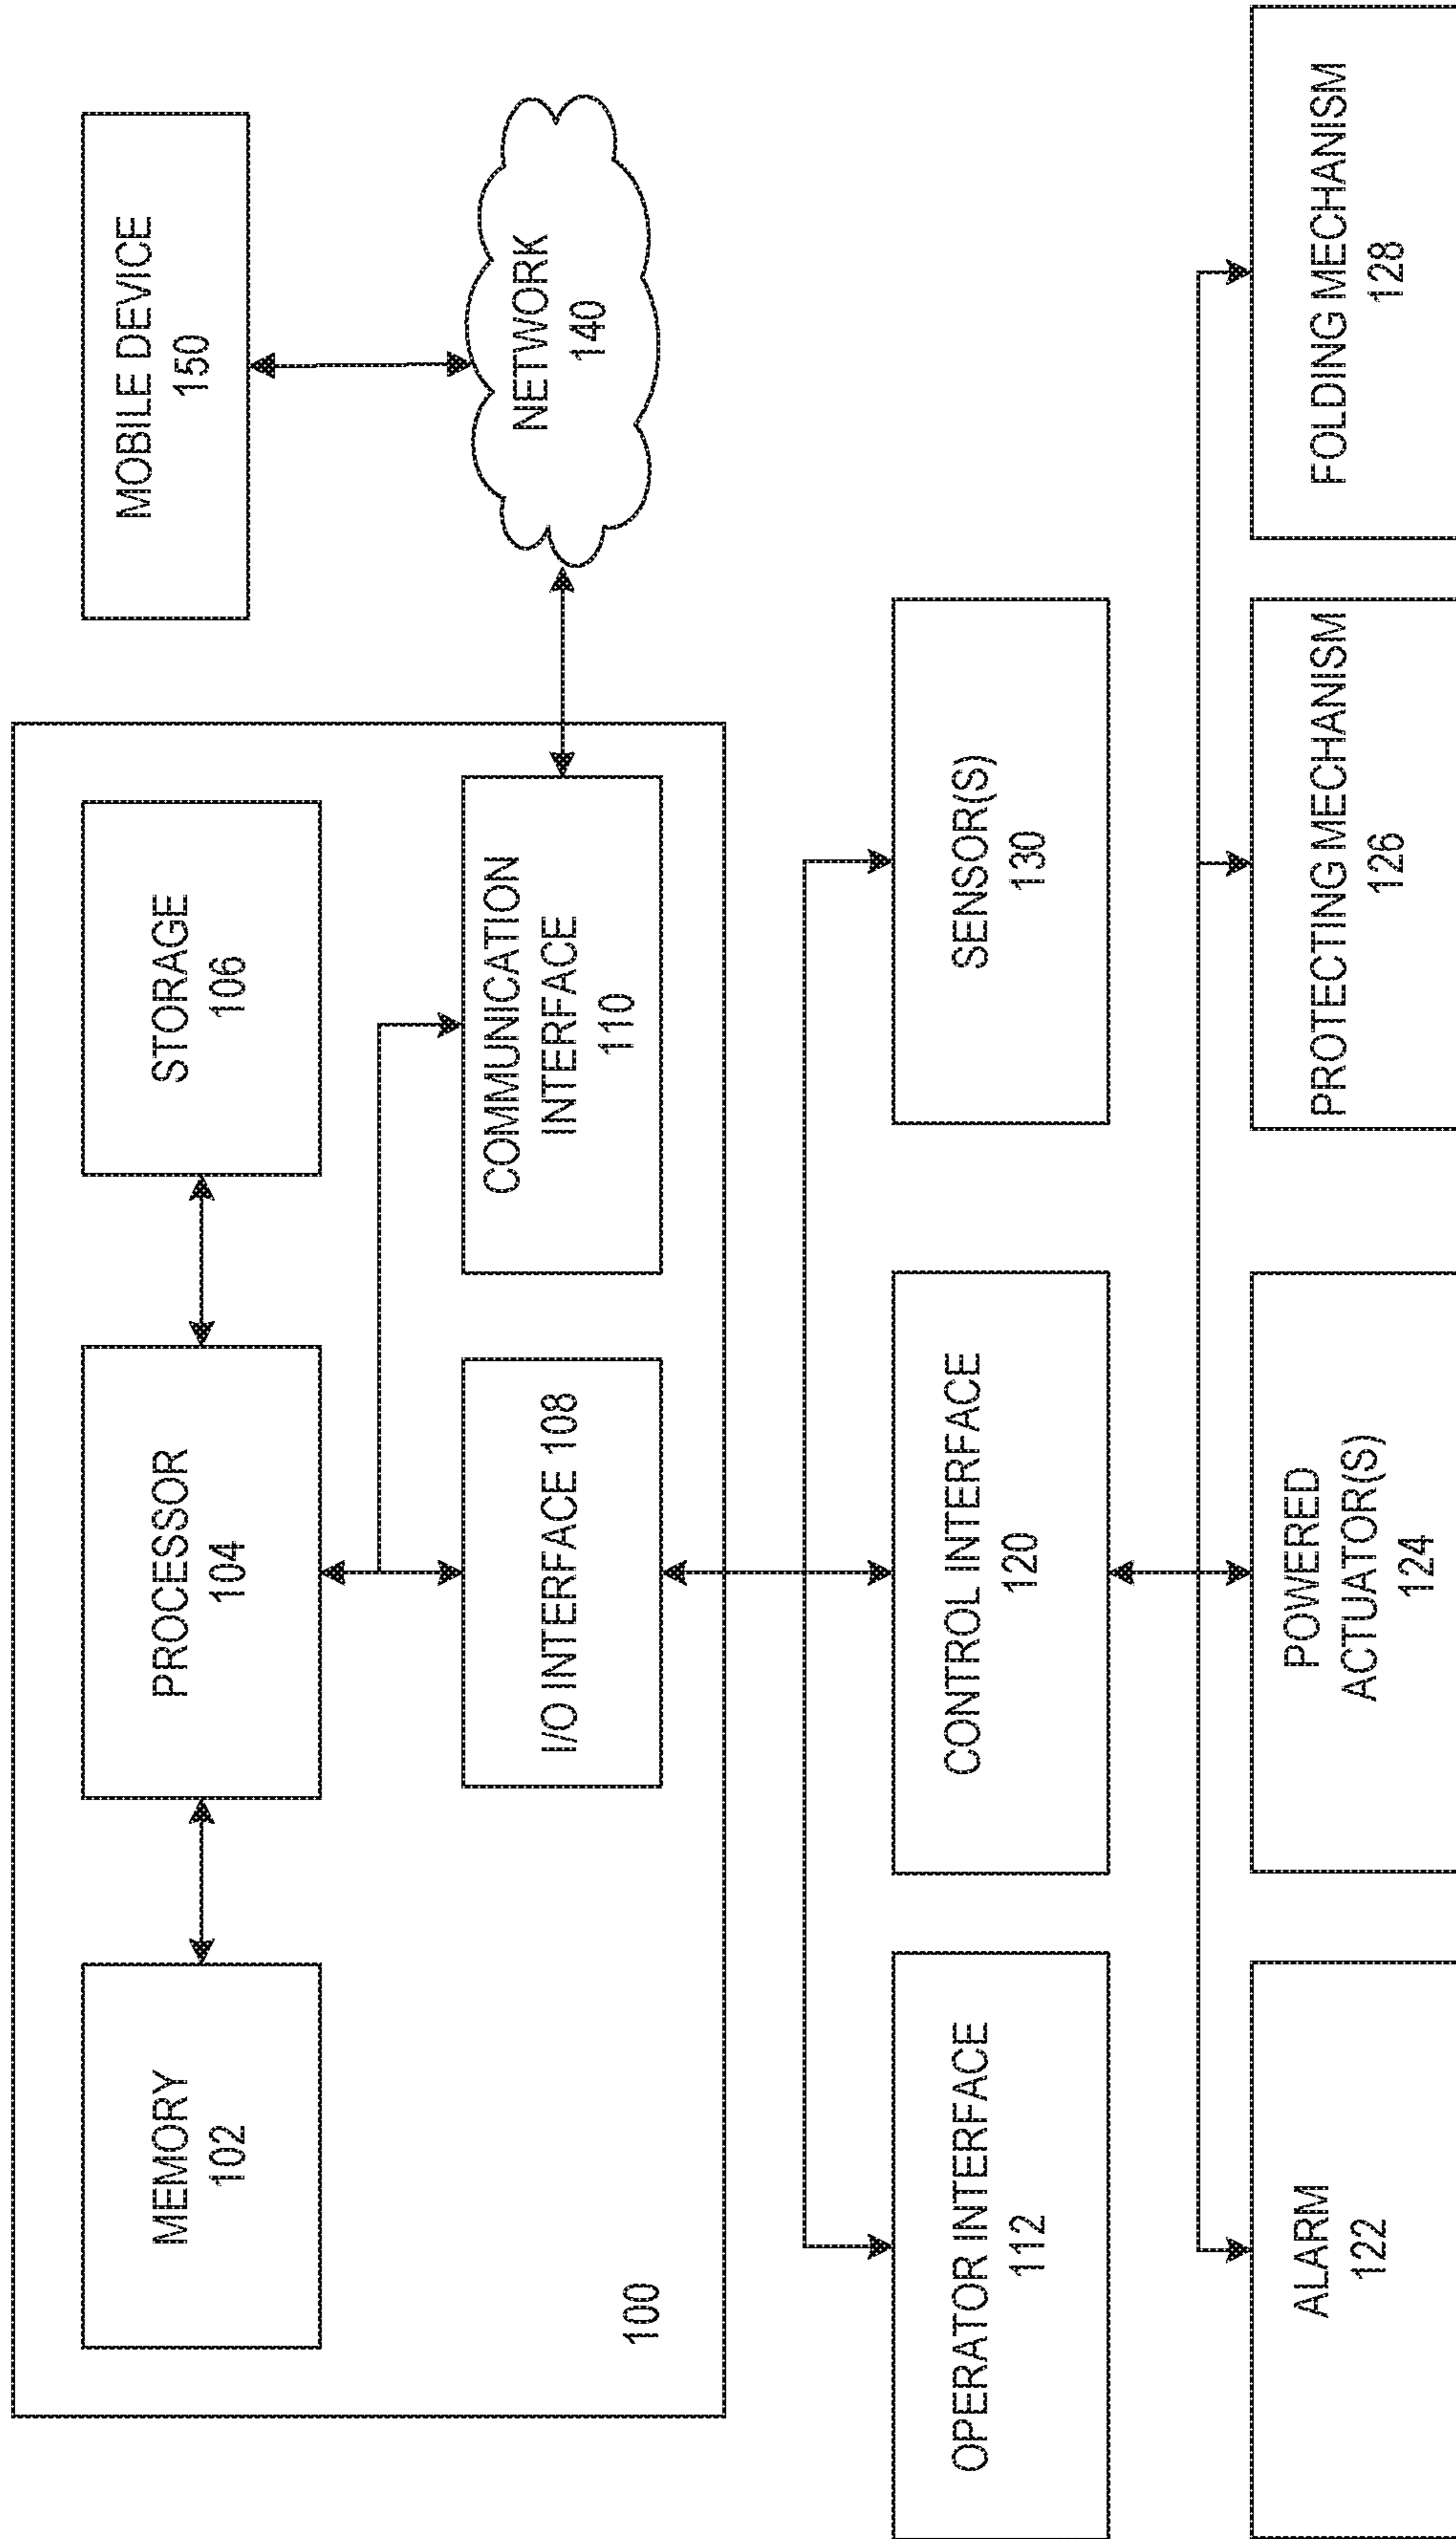 MEMORY
102
PROCESSOR
104
STORAGE
106
MOBILE DEVICE
150
I/O INTERFACE 108
COMMUNICATION
INTERFACE
110
NETWORK
140
100
OPERATOR INTERFACE
112
CONTROL INTERFACE
120
SENSOR(S)
130
ALARM
122
POWERED
ACTUATOR(S)
124
PROTECTING MECHANISM
126
FOLDING MECHANISM
128